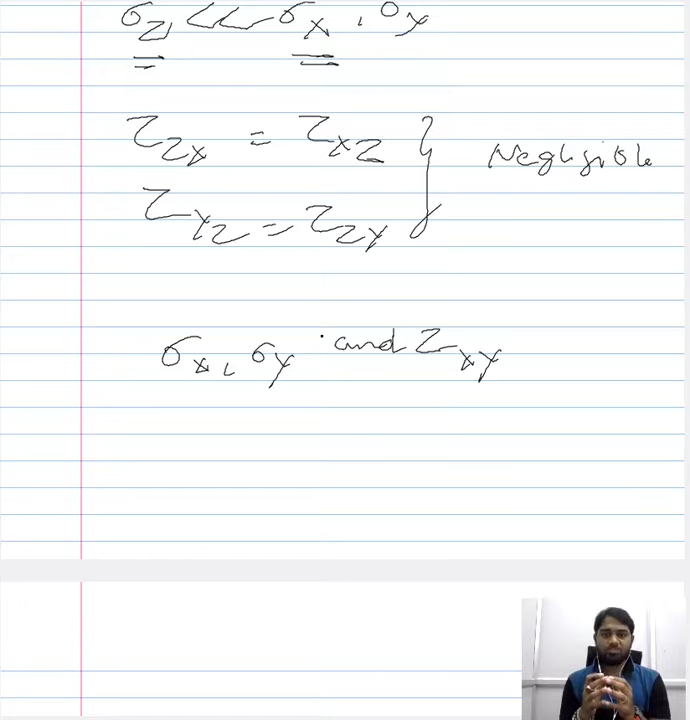 σz << σx, σy
τzx = τxz } Negligible
τyz = τzy
σx, σy and τxy